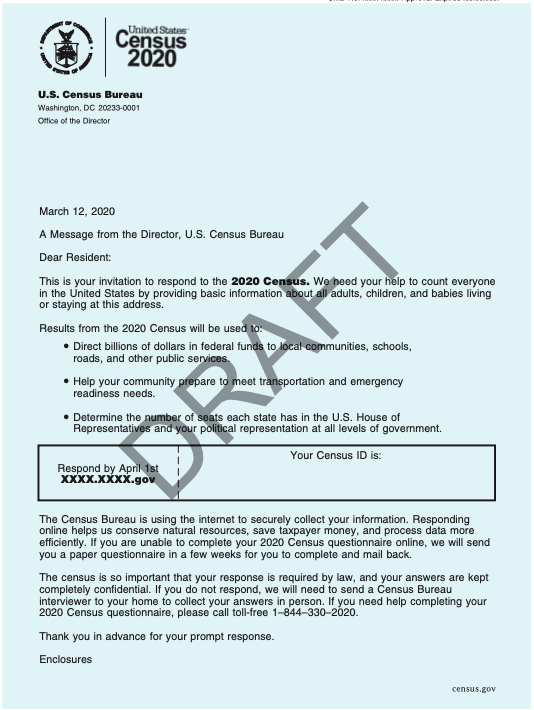 DEPARTMENT OF COMMERCE
UNITED STATES OF AMERICA
United States®
Census
2020
U.S. Census Bureau
Washington, DC 20233-0001
Office of the Director
March 12, 2020
A Message from the Director, U.S. Census Bureau
Dear Resident:
This is your invitation to respond to the 2020 Census. We need your help to count everyone
in the United States by providing basic information about all adults, children, and babies living
or staying at this address.
Results from the 2020 Census will be used to:
• Direct billions of dollars in federal funds to local communities, schools,
roads, and other public services.
• Help your community prepare to meet transportation and emergency
readiness needs.
• Determine the number of seats each state has in the U.S. House of
Representatives and your political representation at all levels of government.
DRAFT
Your Census ID is:
Respond by April 1st
XXXX.XXXX.gov
The Census Bureau is using the internet to securely collect your information. Responding
online helps us conserve natural resources, save taxpayer money, and process data more
efficiently. If you are unable to complete your 2020 Census questionnaire online, we will send
you a paper questionnaire in a few weeks for you to complete and mail back.
The census is so important that your response is required by law, and your answers are kept
completely confidential. If you do not respond, we will need to send a Census Bureau
interviewer to your home to collect your answers in person. If you need help completing your
2020 Census questionnaire, please call toll-free 1–844–330–2020.
Thank you in advance for your prompt response.
Enclosures
census.gov